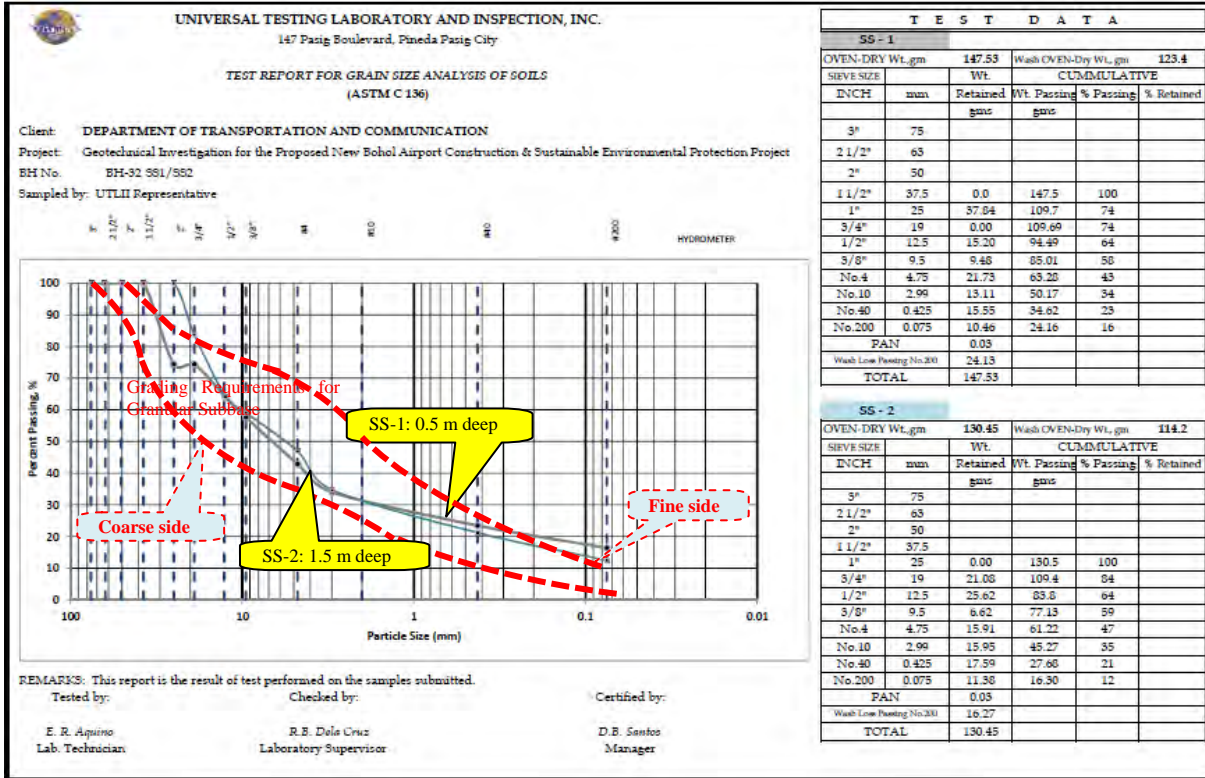 UNIVERSAL TESTING LABORATORY AND INSPECTION, INC.
147 Pasig Boulevard, Pineda Pasig City
TEST REPORT FOR GRAIN SIZE ANALYSIS OF SOILS
(ASTM C 136)
Client: DEPARTMENT OF TRANSPORTATION AND COMMUNICATION
Project: Geotechnical Investigation for the Proposed New Bohol Airport Construction & Sustainable Environmental Protection Project
BH No. BH-32 SS1/SS2
Sampled by: UTLII Representative
3" 2 1/2" 2" 1 1/2" 1" 3/4" 1/2" 3/8" #4 #10 #40 #200 HYDROMETER
Percent Passing, %
100
90
80
70
60
50
40
30
20
10
0
Grading Requirements for
Granular Subbase
SS-1: 0.5 m deep
Coarse side
Fine side
SS-2: 1.5 m deep
100 10 1 0.1 0.01
Particle Size (mm)
REMARKS: This report is the result of test performed on the samples submitted.
Tested by: Checked by: Certified by:
E. R. Aquino R.B. Dela Cruz D.B. Santos
Lab. Technician Laboratory Supervisor Manager
T E S T D A T A
SS - 1
OVEN-DRY Wt.,gm 147.53 Wash OVEN-Dry Wt., gm 123.4
SIEVE SIZE Wt. CUMMULATIVE
INCH mm Retained Wt. Passing % Passing % Retained
gms gms
3" 75
2 1/2" 63
2" 50
1 1/2" 37.5 0.0 147.5 100
1" 25 37.84 109.7 74
3/4" 19 0.00 109.69 74
1/2" 12.5 15.20 94.49 64
3/8" 9.5 9.48 85.01 58
No.4 4.75 21.73 63.28 43
No.10 2.99 13.11 50.17 34
No.40 0.425 15.55 34.62 23
No.200 0.075 10.46 24.16 16
PAN 0.03
Wash Loss Passing No.200 24.13
TOTAL 147.53
SS - 2
OVEN-DRY Wt.,gm 130.45 Wash OVEN-Dry Wt., gm 114.2
SIEVE SIZE Wt. CUMMULATIVE
INCH mm Retained Wt. Passing % Passing % Retained
gms gms
3" 75
2 1/2" 63
2" 50
1 1/2" 37.5
1" 25 0.00 130.5 100
3/4" 19 21.08 109.4 84
1/2" 12.5 25.62 83.8 64
3/8" 9.5 6.62 77.13 59
No.4 4.75 15.91 61.22 47
No.10 2.99 15.95 45.27 35
No.40 0.425 17.59 27.68 21
No.200 0.075 11.38 16.30 12
PAN 0.03
Wash Loss Passing No.200 16.27
TOTAL 130.45